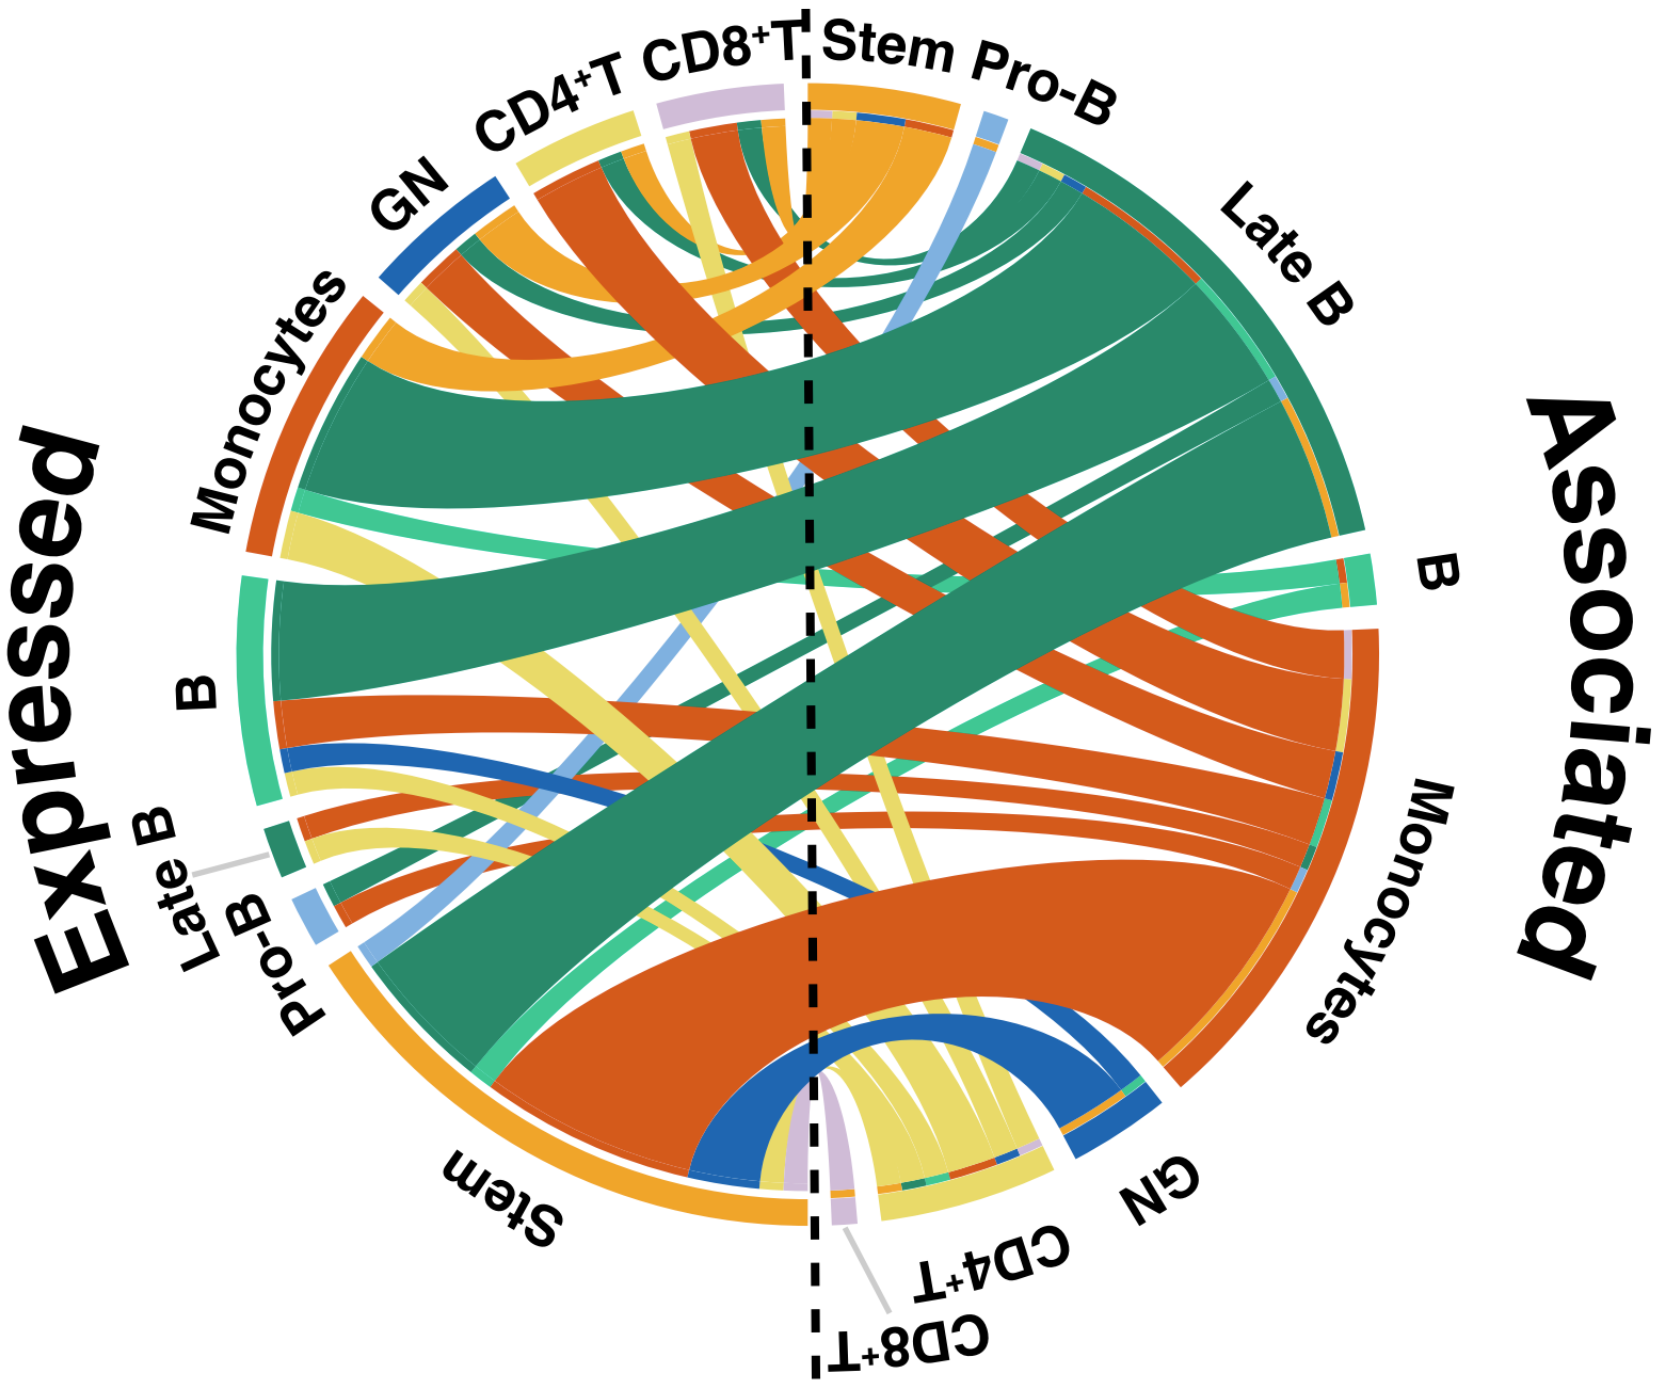 CD8⁺T
CD4⁺T
GN
Monocytes
B
Late B
Pro-B
Stem
Expressed
Stem
Pro-B
Late B
B
Monocytes
GN
CD4⁺T
CD8⁺T
Associated